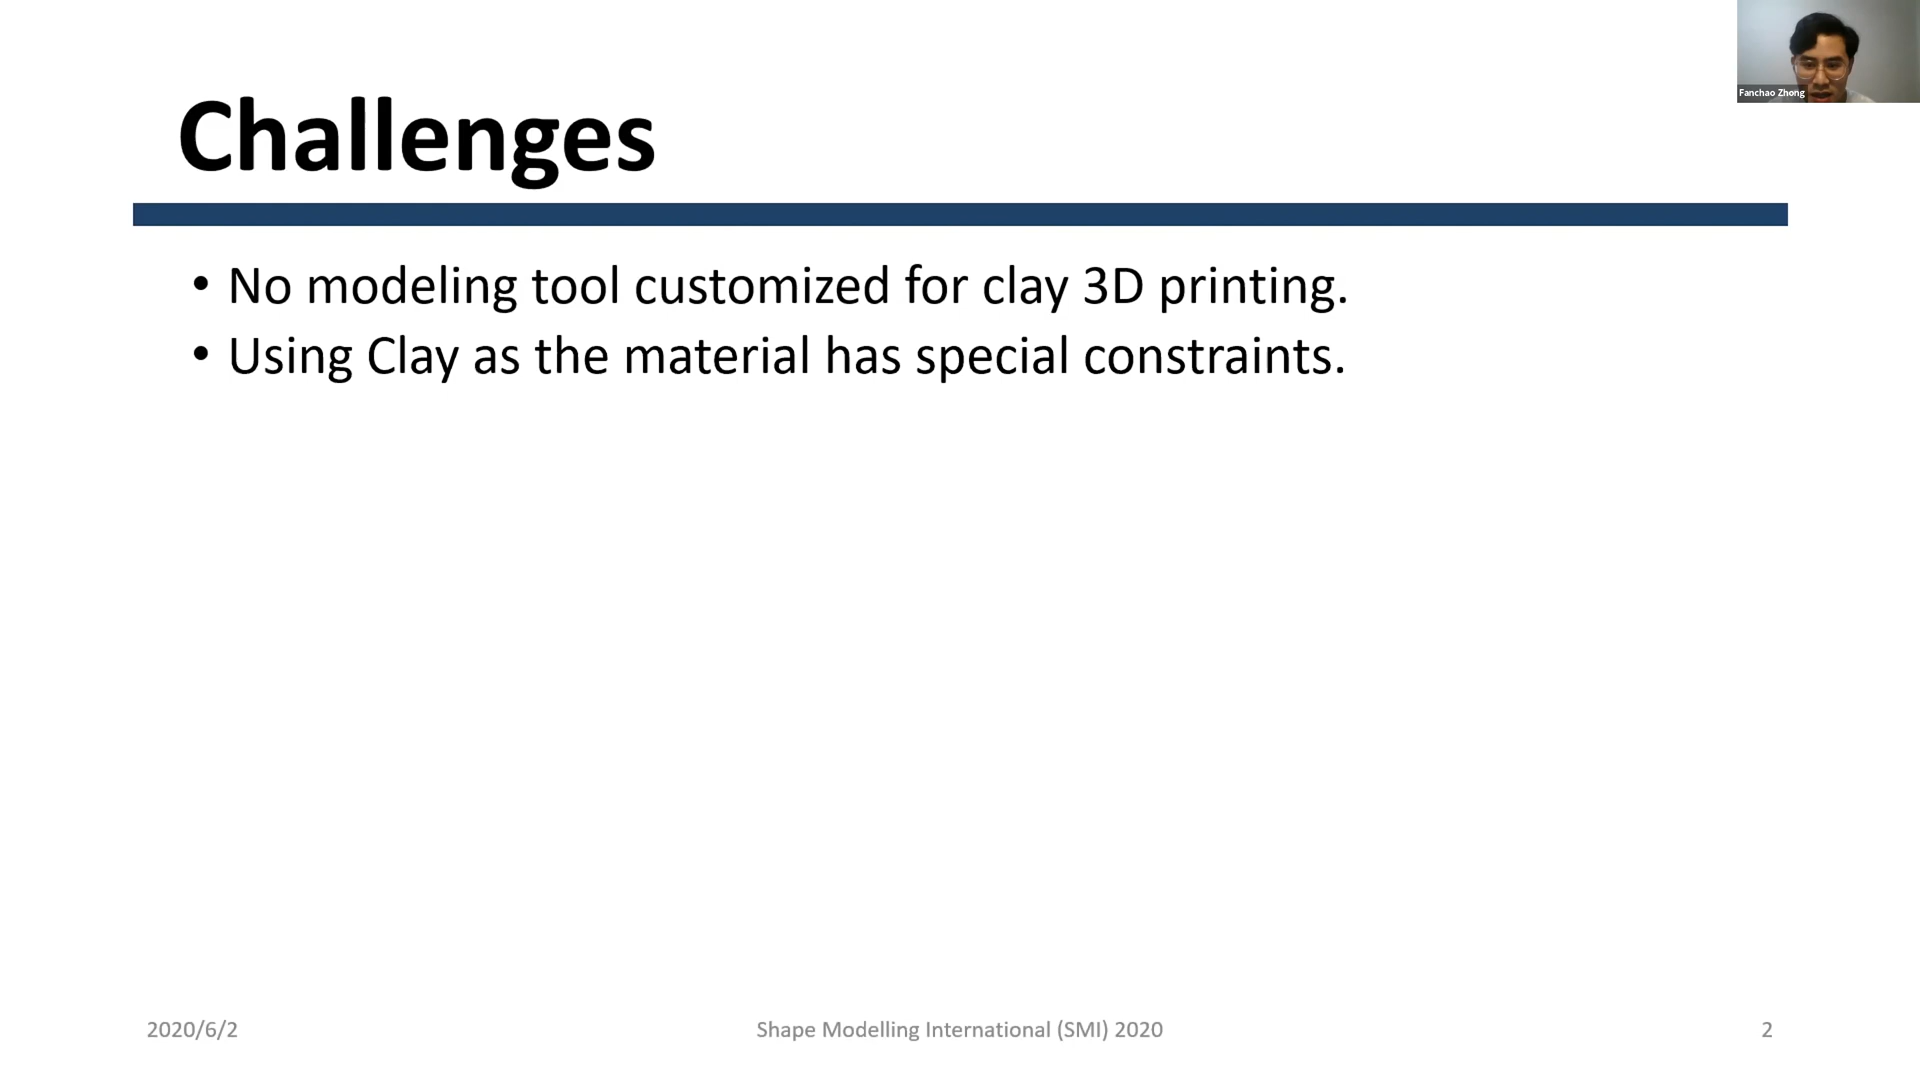 Fanchao Zhong
Challenges
• No modeling tool customized for clay 3D printing.
• Using Clay as the material has special constraints.
2020/6/2
Shape Modelling International (SMI) 2020
2